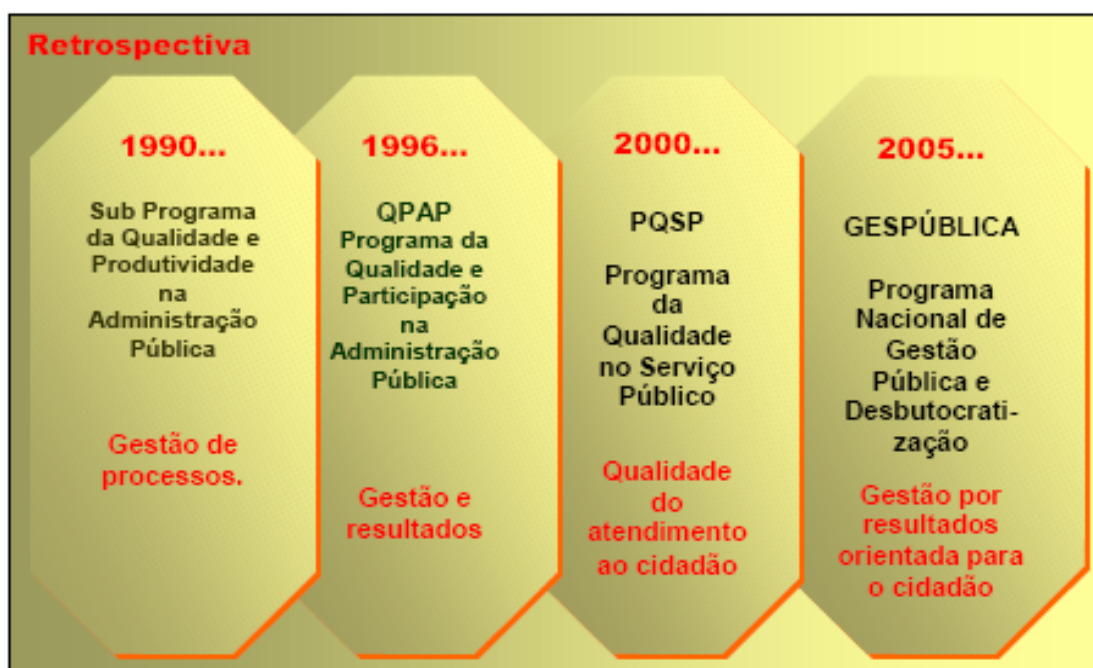 Retrospectiva
1990...
Sub Programa
da Qualidade e
Produtividade
na
Administração
Pública
Gestão de
processos.
1996...
QPAP
Programa da
Qualidade e
Participação
na
Administração
Pública
Gestão e
resultados
2000...
PQSP
Programa
da
Qualidade
no Serviço
Público
Qualidade
do
atendimento
ao cidadão
2005...
GESPÚBLICA
Programa
Nacional de
Gestão
Pública e
Desbutocrati-
zação
Gestão por
resultados
orientada para
o cidadão